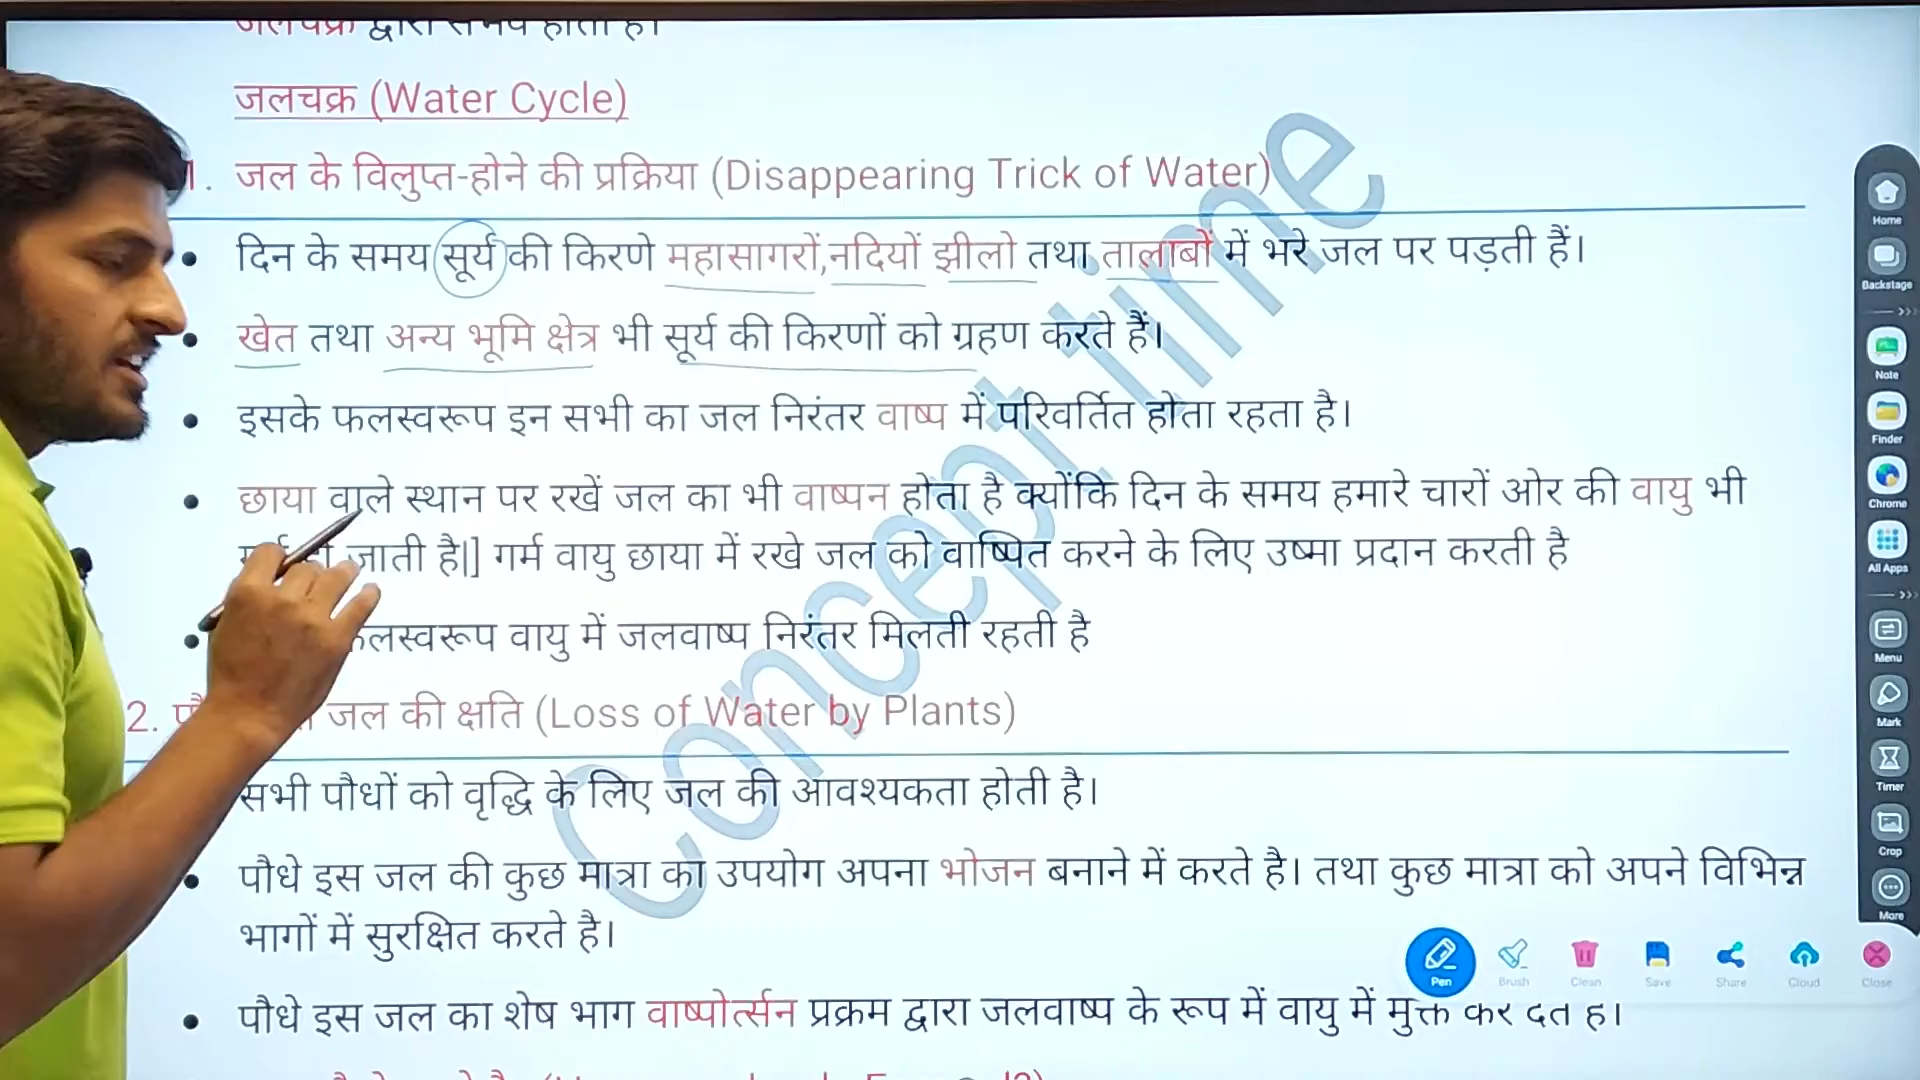 जलचक्र द्वारा संभव होता है।
जलचक्र (Water Cycle)
1. जल के विलुप्त-होने की प्रक्रिया (Disappearing Trick of Water)
• दिन के समय सूर्य की किरणे महासागरों,नदियों झीलो तथा तालाबों में भरे जल पर पड़ती हैं।
• खेत तथा अन्य भूमि क्षेत्र भी सूर्य की किरणों को ग्रहण करते हैं।
• इसके फलस्वरूप इन सभी का जल निरंतर वाष्प में परिवर्तित होता रहता है।
• छाया वाले स्थान पर रखें जल का भी वाष्पन होता है क्योंकि दिन के समय हमारे चारों ओर की वायु भी
जाती है।] गर्म वायु छाया में रखे जल को वाष्पित करने के लिए उष्मा प्रदान करती है
• फलस्वरूप वायु में जलवाष्प निरंतर मिलती रहती है
2. जल की क्षति (Loss of Water by Plants)
सभी पौधों को वृद्धि के लिए जल की आवश्यकता होती है।
• पौधे इस जल की कुछ मात्रा का उपयोग अपना भोजन बनाने में करते है। तथा कुछ मात्रा को अपने विभिन्न
भागों में सुरक्षित करते है।
• पौधे इस जल का शेष भाग वाष्पोर्त्सन प्रक्रम द्वारा जलवाष्प के रूप में वायु में मुक्त कर देते हैं।
Concept time
Home
Backstage
Note
Finder
Chrome
All Apps
Menu
Mark
Timer
Crop
More
Pen Brush Clean Save Share Cloud Close